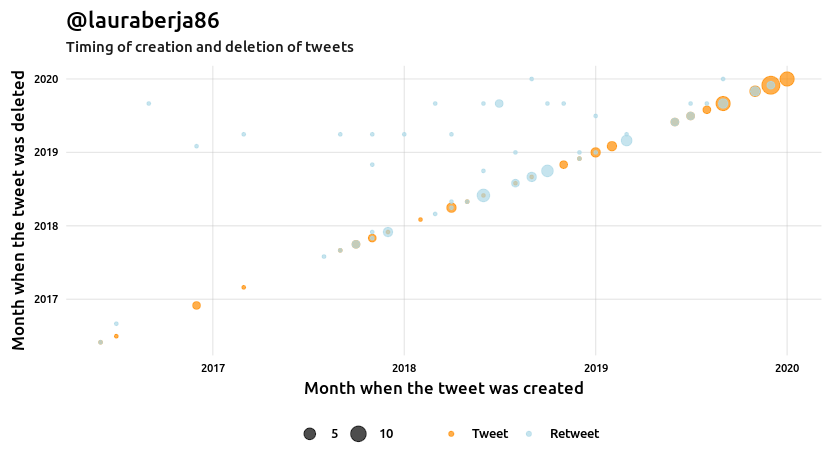 @lauraberja86
Timing of creation and deletion of tweets
Month when the tweet was deleted
2020
2019
2018
2017
2017 2018 2019 2020
Month when the tweet was created
5 10 Tweet Retweet